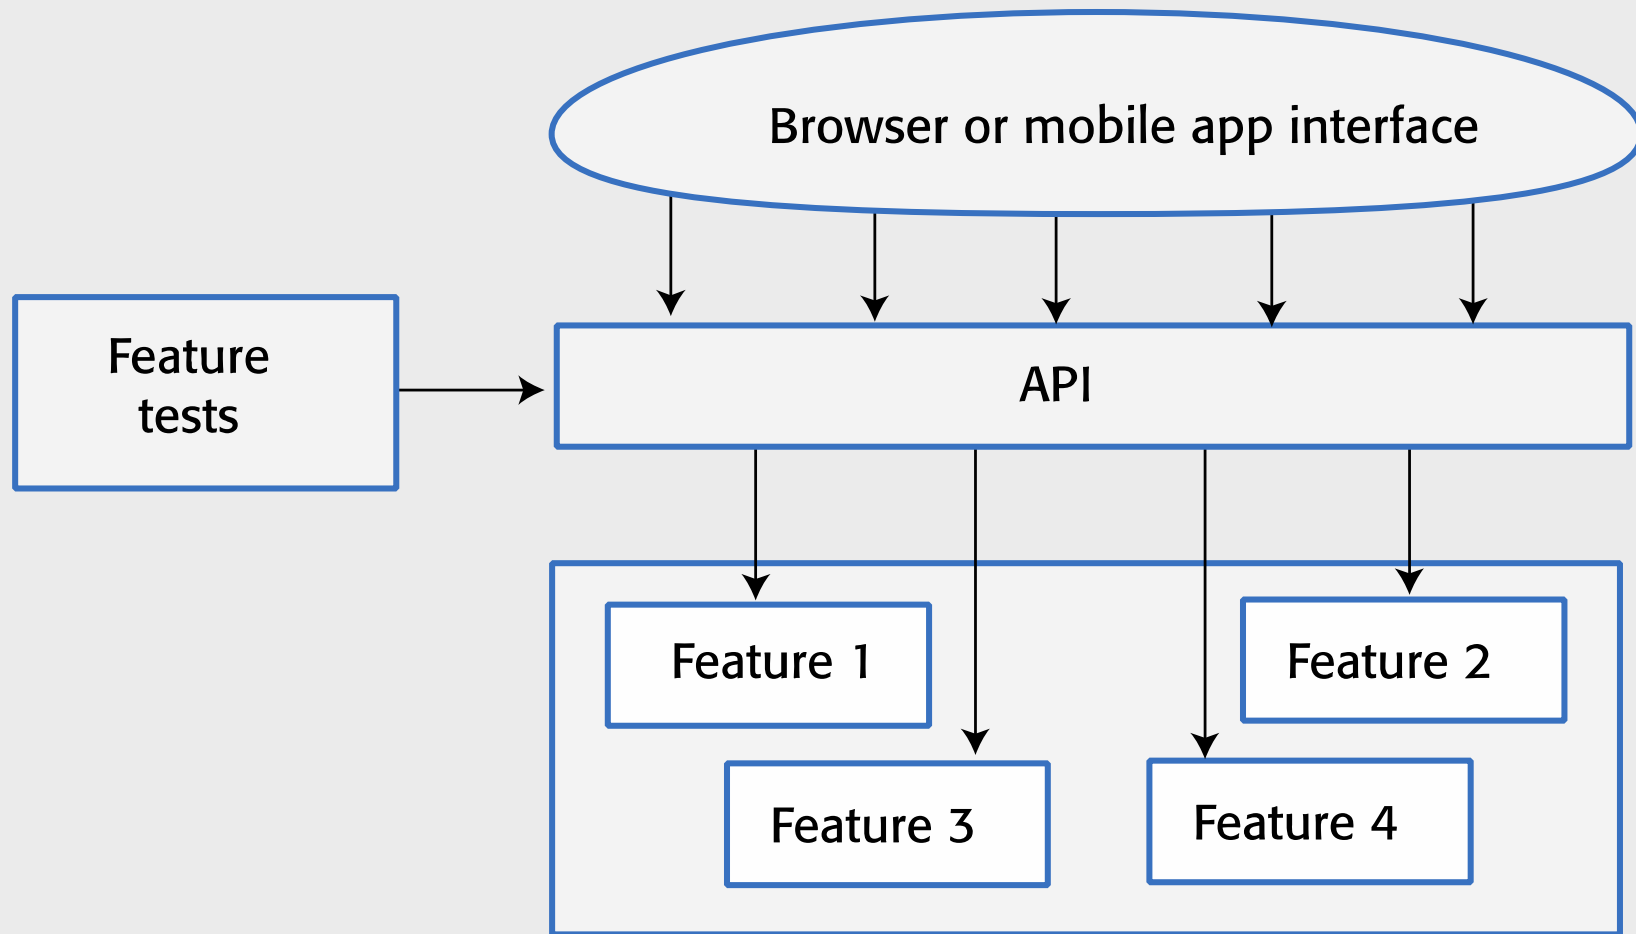 Browser or mobile app interface
Feature
tests
API
Feature 1
Feature 2
Feature 3
Feature 4